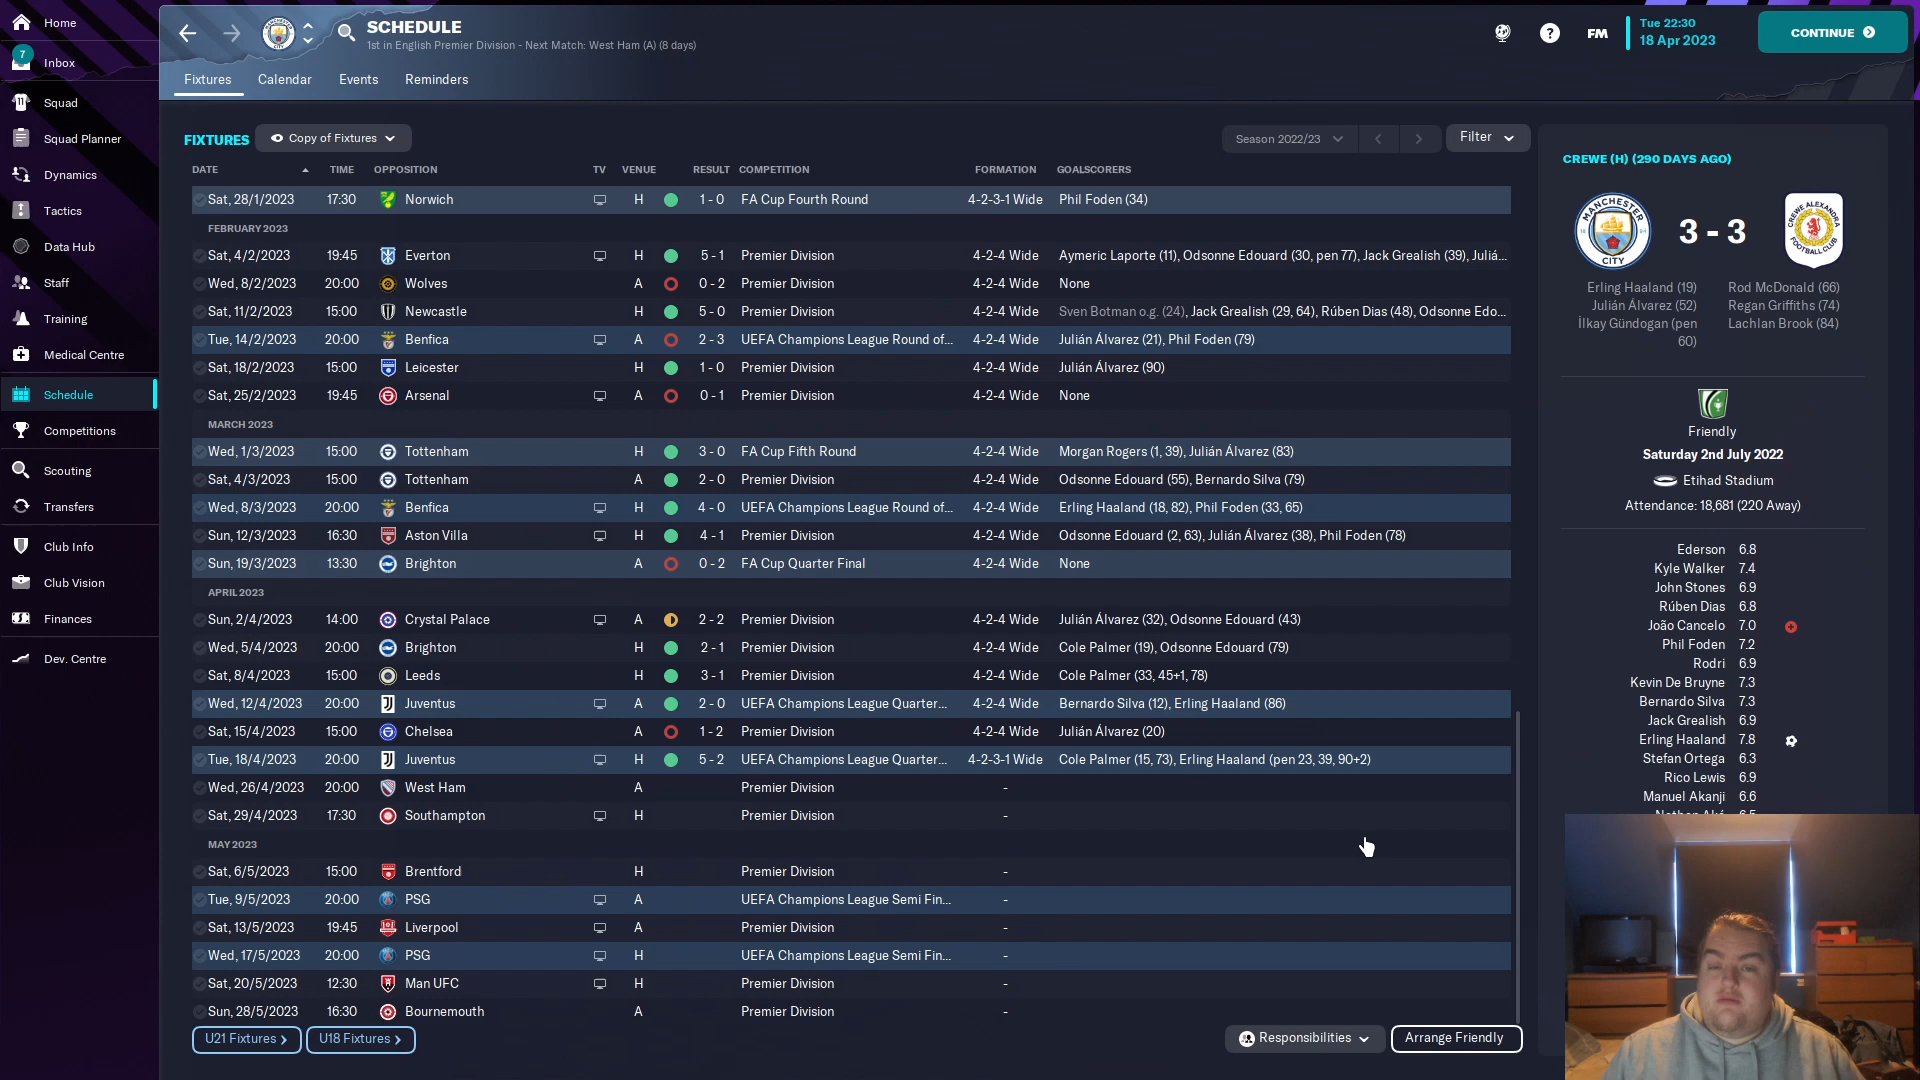 Home
7
Inbox
Squad
Squad Planner
Dynamics
Tactics
Data Hub
Staff
Training
Medical Centre
Schedule
Competitions
Scouting
Transfers
Club Info
Club Vision
Finances
Dev. Centre
SCHEDULE
1st in English Premier Division - Next Match: West Ham (A) (8 days)
FM
Tue 22:30
18 Apr 2023
CONTINUE
Fixtures Calendar Events Reminders
FIXTURES Copy of Fixtures Season 2022/23 Filter
DATE TIME OPPOSITION TV VENUE RESULT COMPETITION FORMATION GOALSCORERS
Sat, 28/1/2023 17:30 Norwich H 1 - 0 FA Cup Fourth Round 4-2-3-1 Wide Phil Foden (34)
FEBRUARY 2023
Sat, 4/2/2023 19:45 Everton H 5 - 1 Premier Division 4-2-4 Wide Aymeric Laporte (11), Odsonne Edouard (30, pen 77), Jack Grealish (39), Juliá...
Wed, 8/2/2023 20:00 Wolves A 0 - 2 Premier Division 4-2-4 Wide None
Sat, 11/2/2023 15:00 Newcastle H 5 - 0 Premier Division 4-2-4 Wide Sven Botman o.g. (24), Jack Grealish (29, 64), Rúben Dias (48), Odsonne Edo...
Tue, 14/2/2023 20:00 Benfica A 2 - 3 UEFA Champions League Round of... 4-2-4 Wide Julián Álvarez (21), Phil Foden (79)
Sat, 18/2/2023 15:00 Leicester H 1 - 0 Premier Division 4-2-4 Wide Julián Álvarez (90)
Sat, 25/2/2023 19:45 Arsenal A 0 - 1 Premier Division 4-2-4 Wide None
MARCH 2023
Wed, 1/3/2023 15:00 Tottenham H 3 - 0 FA Cup Fifth Round 4-2-4 Wide Morgan Rogers (1, 39), Julián Álvarez (83)
Sat, 4/3/2023 15:00 Tottenham A 2 - 0 Premier Division 4-2-4 Wide Odsonne Edouard (55), Bernardo Silva (79)
Wed, 8/3/2023 20:00 Benfica H 4 - 0 UEFA Champions League Round of... 4-2-4 Wide Erling Haaland (18, 82), Phil Foden (33, 65)
Sun, 12/3/2023 16:30 Aston Villa H 4 - 1 Premier Division 4-2-4 Wide Odsonne Edouard (2, 63), Julián Álvarez (38), Phil Foden (78)
Sun, 19/3/2023 13:30 Brighton A 0 - 2 FA Cup Quarter Final 4-2-4 Wide None
APRIL 2023
Sun, 2/4/2023 14:00 Crystal Palace A 2 - 2 Premier Division 4-2-4 Wide Julián Álvarez (32), Odsonne Edouard (43)
Wed, 5/4/2023 20:00 Brighton H 2 - 1 Premier Division 4-2-4 Wide Cole Palmer (19), Odsonne Edouard (79)
Sat, 8/4/2023 15:00 Leeds H 3 - 1 Premier Division 4-2-4 Wide Cole Palmer (33, 45+1, 78)
Wed, 12/4/2023 20:00 Juventus A 2 - 0 UEFA Champions League Quarter... 4-2-4 Wide Bernardo Silva (12), Erling Haaland (86)
Sat, 15/4/2023 15:00 Chelsea A 1 - 2 Premier Division 4-2-4 Wide Julián Álvarez (20)
Tue, 18/4/2023 20:00 Juventus H 5 - 2 UEFA Champions League Quarter... 4-2-3-1 Wide Cole Palmer (15, 73), Erling Haaland (pen 23, 39, 90+2)
Wed, 26/4/2023 20:00 West Ham A Premier Division -
Sat, 29/4/2023 17:30 Southampton H Premier Division -
MAY 2023
Sat, 6/5/2023 15:00 Brentford H Premier Division -
Tue, 9/5/2023 20:00 PSG A UEFA Champions League Semi Fin... -
Sat, 13/5/2023 19:45 Liverpool A Premier Division -
Wed, 17/5/2023 20:00 PSG H UEFA Champions League Semi Fin... -
Sat, 20/5/2023 12:30 Man UFC H Premier Division -
Sun, 28/5/2023 16:30 Bournemouth A Premier Division -
U21 Fixtures U18 Fixtures Responsibilities Arrange Friendly
CREWE (H) (290 DAYS AGO)
MANCHESTER
CITY
3 - 3
CREWE ALEXANDRA
FOOTBALL CLUB
Erling Haaland (19) Rod McDonald (66)
Julián Álvarez (52) Regan Griffiths (74)
İlkay Gündogan (pen Lachlan Brook (84)
60)
Friendly
Saturday 2nd July 2022
Etihad Stadium
Attendance: 18,681 (220 Away)
Ederson 6.8
Kyle Walker 7.4
John Stones 6.9
Rúben Dias 6.8
João Cancelo 7.0
Phil Foden 7.2
Rodri 6.9
Kevin De Bruyne 7.3
Bernardo Silva 7.3
Jack Grealish 6.9
Erling Haaland 7.8
Stefan Ortega 6.3
Rico Lewis 6.9
Manuel Akanji 6.6